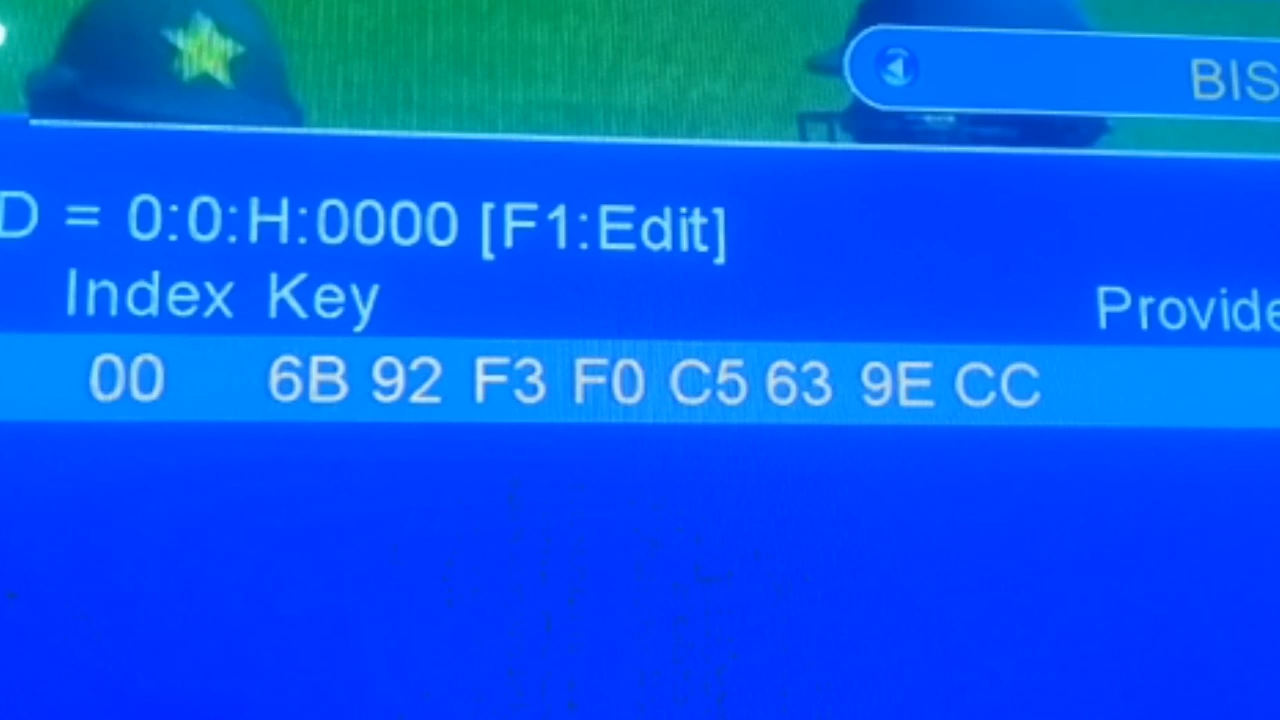 BIS
D = 0:0:H:0000 [F1:Edit]
Index Key Provide
00 6B 92 F3 F0 C5 63 9E CC